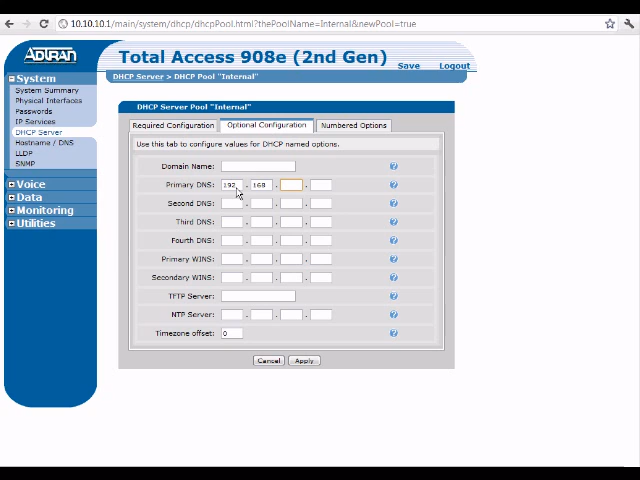 10.10.10.1/main/system/dhcp/dhcpPool.html?thePoolName=Internal&newPool=true
ADTRAN
Total Access 908e (2nd Gen)
Save
Logout
DHCP Server > DHCP Pool "Internal"
System
System Summary
Physical Interfaces
Passwords
IP Services
DHCP Server
Hostname / DNS
LLDP
SNMP
Voice
Data
Monitoring
Utilities
DHCP Server Pool "Internal"
Required Configuration
Optional Configuration
Numbered Options
Use this tab to configure values for DHCP named options.
Domain Name: ?
Primary DNS: 192 . 168 . . ?
Second DNS: . . . ?
Third DNS: . . . ?
Fourth DNS: . . . ?
Primary WINS: . . . ?
Secondary WINS: . . . ?
TFTP Server: ?
NTP Server: . . . ?
Timezone offset: 0 ?
Cancel
Apply